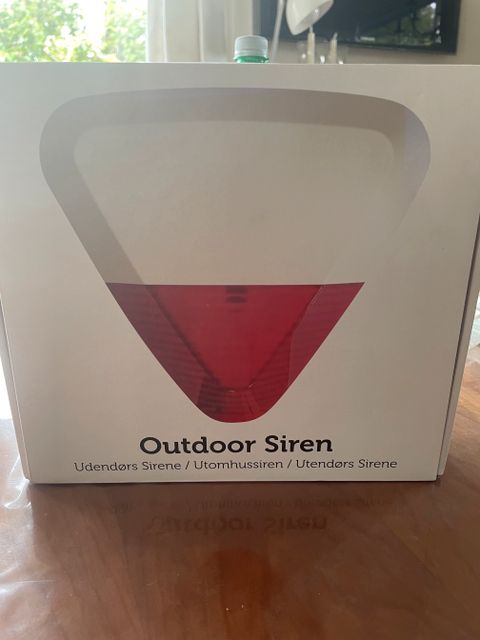 Outdoor Siren
Udendørs Sirene / Utomhussiren / Utendørs Sirene